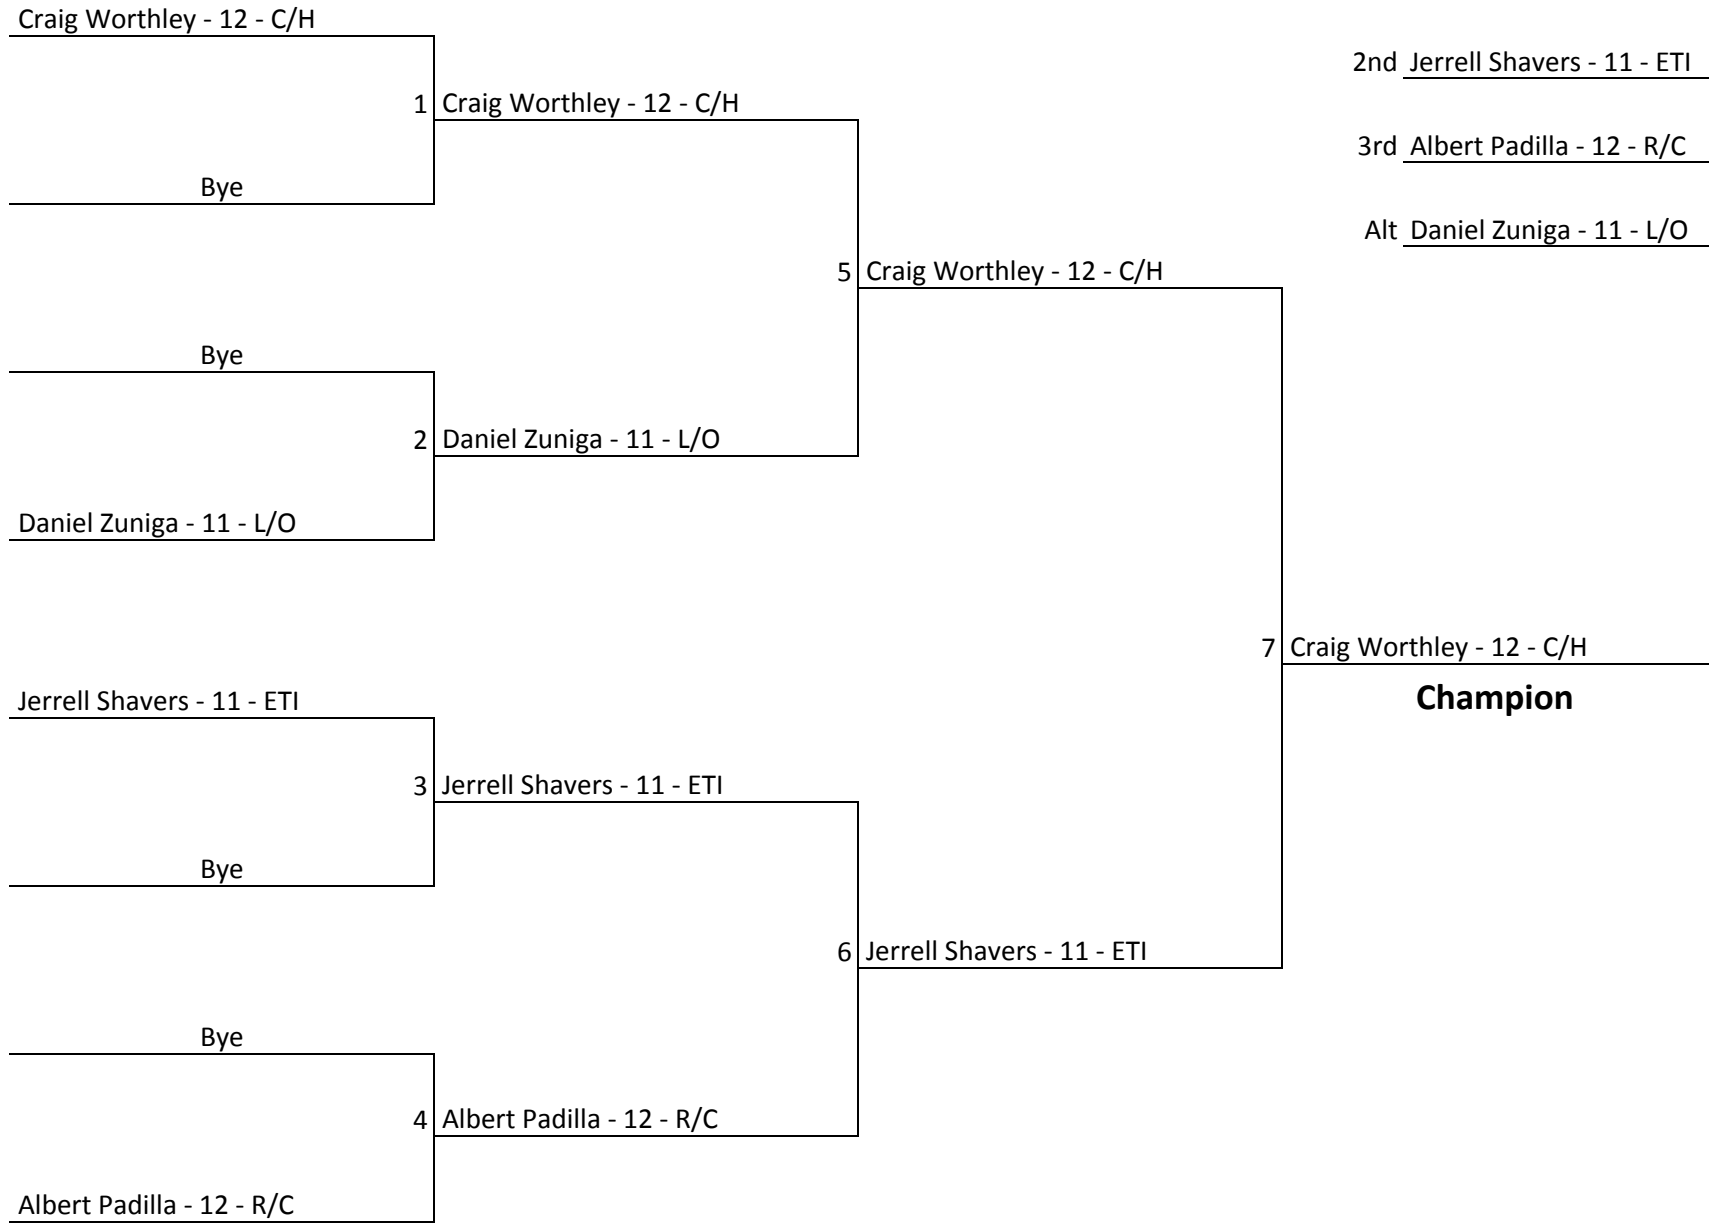 Craig Worthley - 12 - C/H
2nd Jerrell Shavers - 11 - ETI
1 Craig Worthley - 12 - C/H
3rd Albert Padilla - 12 - R/C
Bye
Alt Daniel Zuniga - 11 - L/O
5 Craig Worthley - 12 - C/H
Bye
2 Daniel Zuniga - 11 - L/O
Daniel Zuniga - 11 - L/O
7 Craig Worthley - 12 - C/H
Jerrell Shavers - 11 - ETI
Champion
3 Jerrell Shavers - 11 - ETI
Bye
6 Jerrell Shavers - 11 - ETI
Bye
4 Albert Padilla - 12 - R/C
Albert Padilla - 12 - R/C